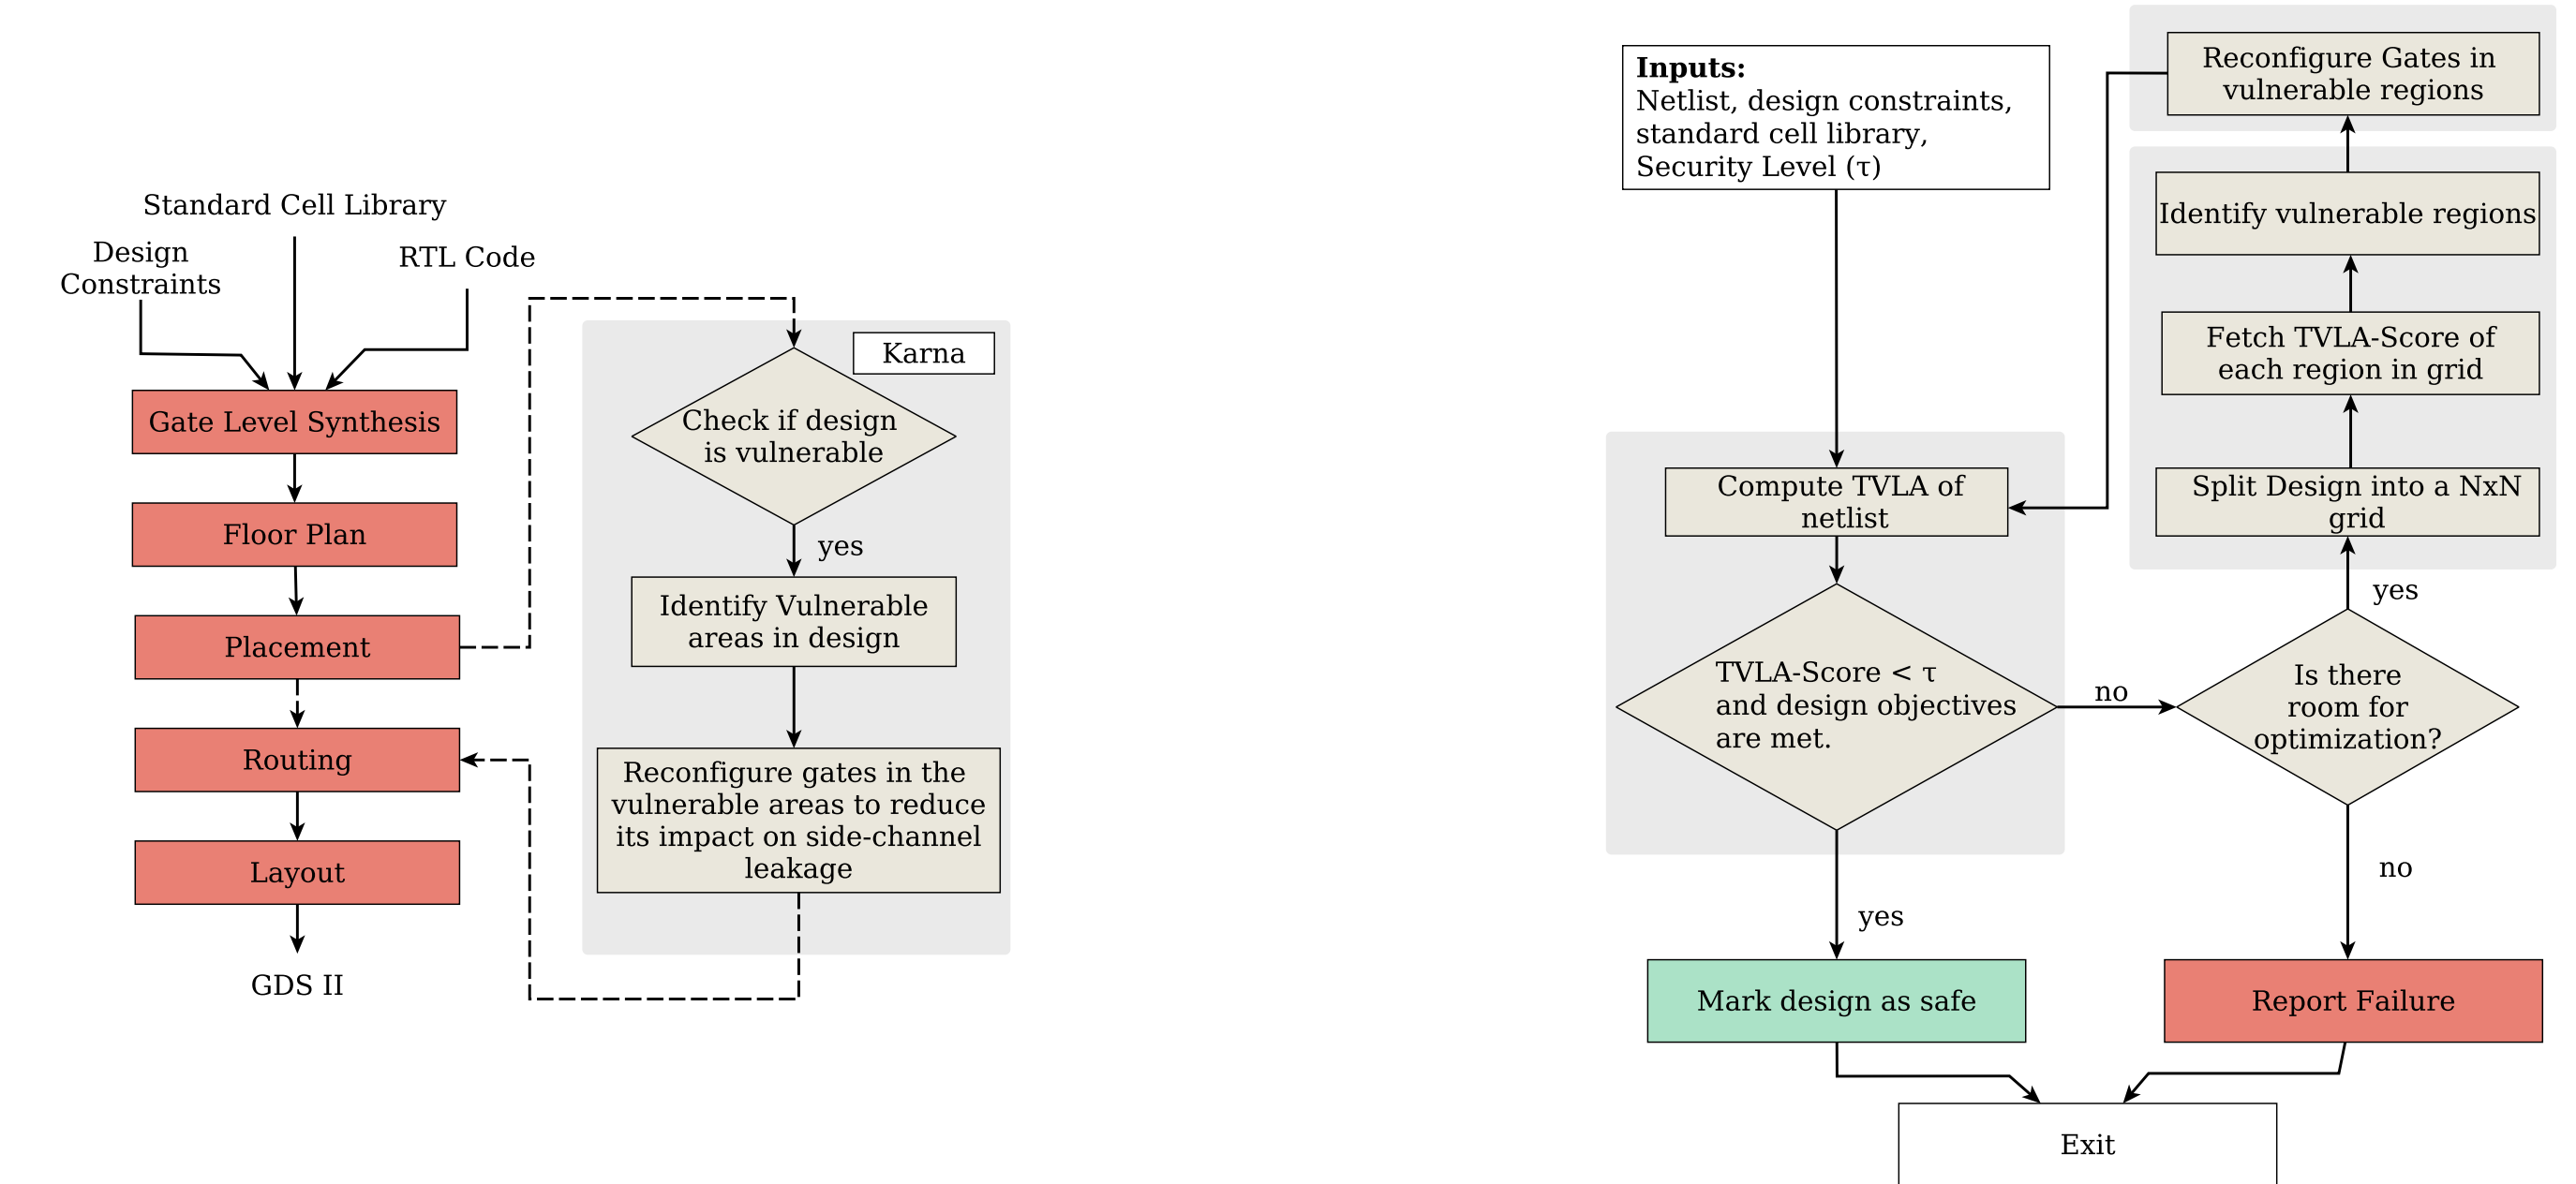 Standard Cell Library
Design
Constraints
RTL Code
Gate Level Synthesis
Floor Plan
Placement
Routing
Layout
GDS II
Karna
Check if design
is vulnerable
yes
Identify Vulnerable
areas in design
Reconfigure gates in the
vulnerable areas to reduce
its impact on side-channel
leakage
Inputs:
Netlist, design constraints,
standard cell library,
Security Level (τ)
Compute TVLA of
netlist
TVLA-Score < τ
and design objectives
are met.
no
yes
Mark design as safe
Reconfigure Gates in
vulnerable regions
Identify vulnerable regions
Fetch TVLA-Score of
each region in grid
Split Design into a NxN
grid
yes
Is there
room for
optimization?
no
Report Failure
Exit